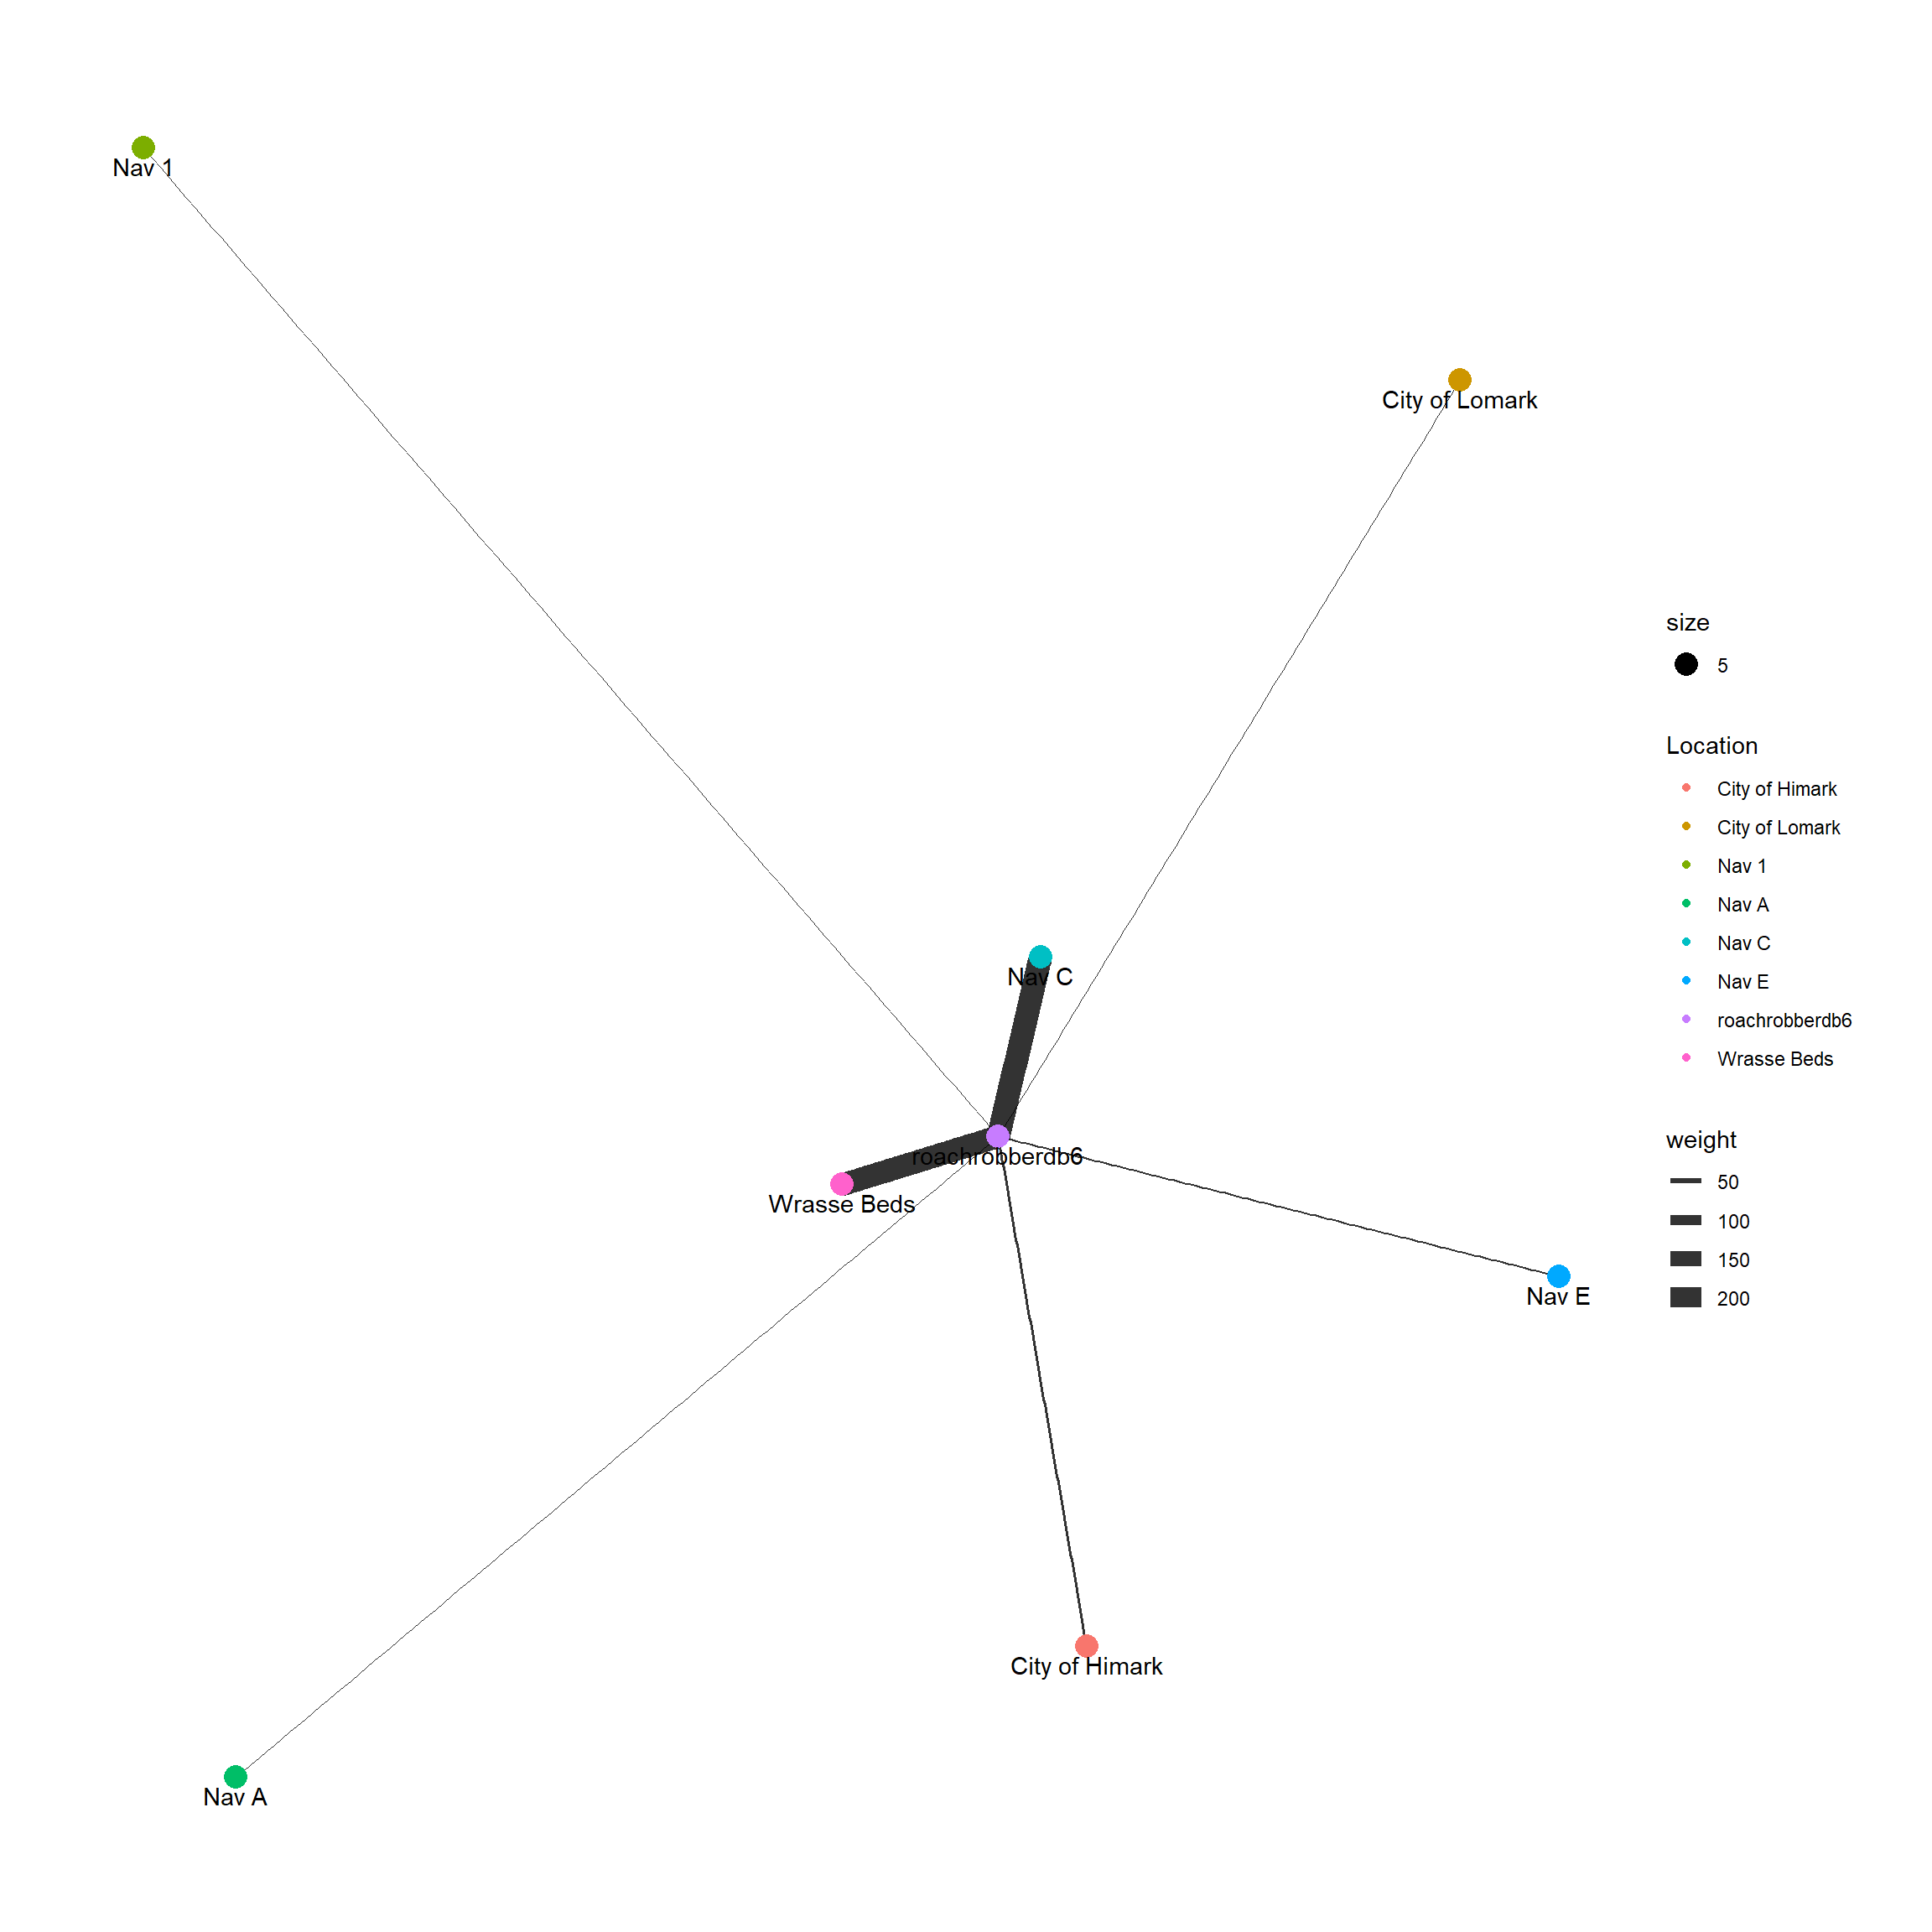 Nav 1
City of Lomark
Nav C
roachrobberdb6
Wrasse Beds
Nav E
City of Himark
Nav A
size
5
Location
City of Himark
City of Lomark
Nav 1
Nav A
Nav C
Nav E
roachrobberdb6
Wrasse Beds
weight
50
100
150
200